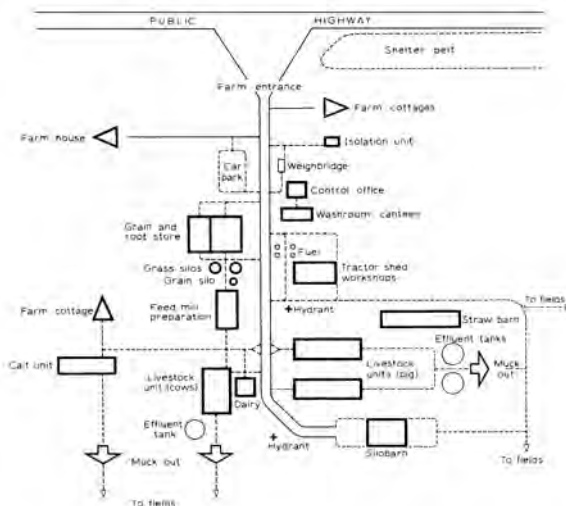 PUBLIC HIGHWAY
Shelter belt
Farm entrance
Farm cottages
Farm house
Isolation unit
Car
park
Weighbridge
Control office
Washroom canteen
Grain and
root store
Fuel
Grass silos
Grain silo
Tractor shed
workshops
To fields
Farm cottage
Feed mill
preparation
Hydrant
Straw barn
Effluent tanks
Calf unit
Livestock
unit (cows)
Dairy
Livestock
units (pig)
Muck
out
Effluent
tank
Hydrant
Silobarn
Muck out
To fields
To fields